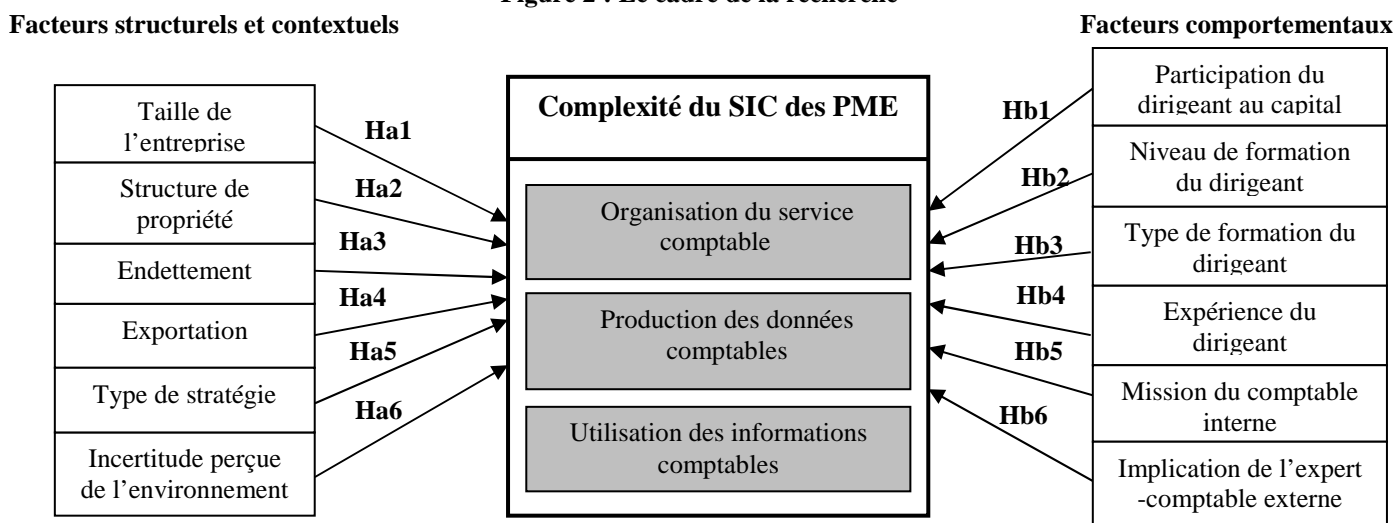 Figure 2 : Le cadre de la recherche
Facteurs structurels et contextuels
Facteurs comportementaux
Taille de
l’entreprise
Structure de
propriété
Endettement
Exportation
Type de stratégie
Incertitude perçue
de l’environnement
Ha1
Ha2
Ha3
Ha4
Ha5
Ha6
Complexité du SIC des PME
Organisation du service
comptable
Production des données
comptables
Utilisation des informations
comptables
Hb1
Hb2
Hb3
Hb4
Hb5
Hb6
Participation du
dirigeant au capital
Niveau de formation
du dirigeant
Type de formation du
dirigeant
Expérience du
dirigeant
Mission du comptable
interne
Implication de l’expert
-comptable externe